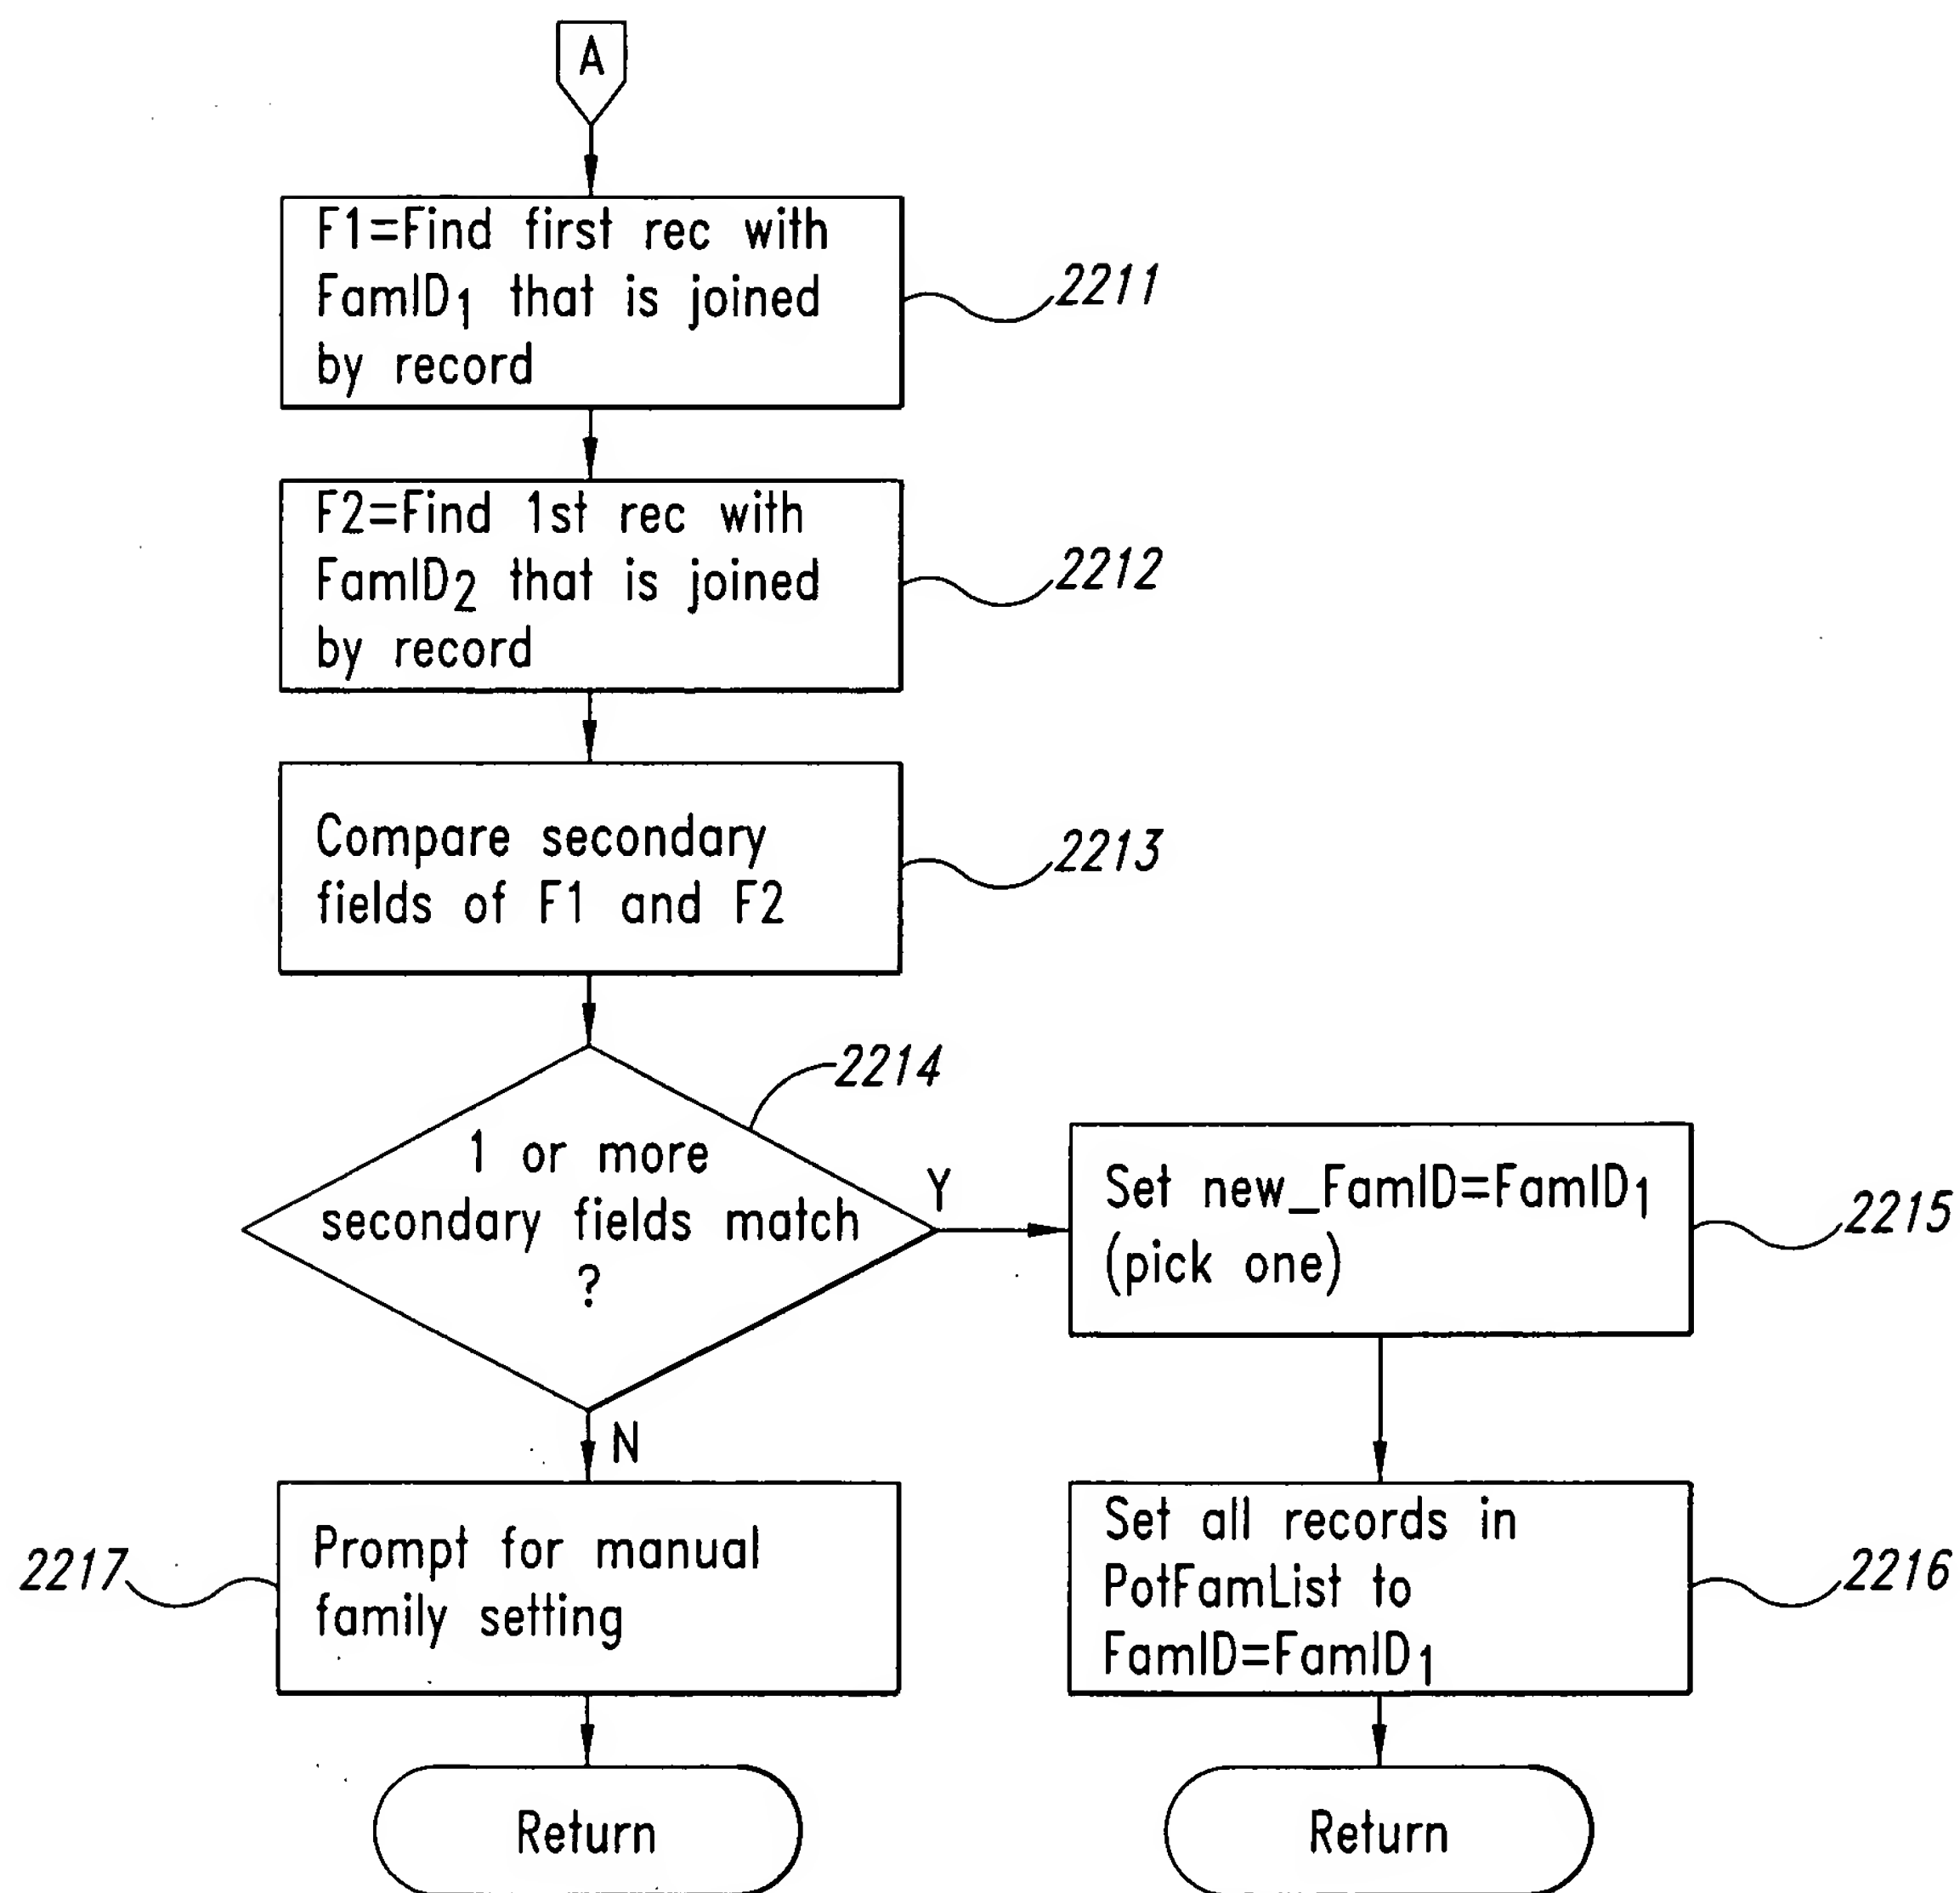 A
F1=Find first rec with
FamID1 that is joined
by record
2211
F2=Find 1st rec with
FamID2 that is joined
by record
2212
Compare secondary
fields of F1 and F2
2213
2214
1 or more
secondary fields match
?
Y
N
Set new_FamID=FamID1
(pick one)
2215
Prompt for manual
family setting
2217
Set all records in
PotFamList to
FamID=FamID1
2216
Return
Return